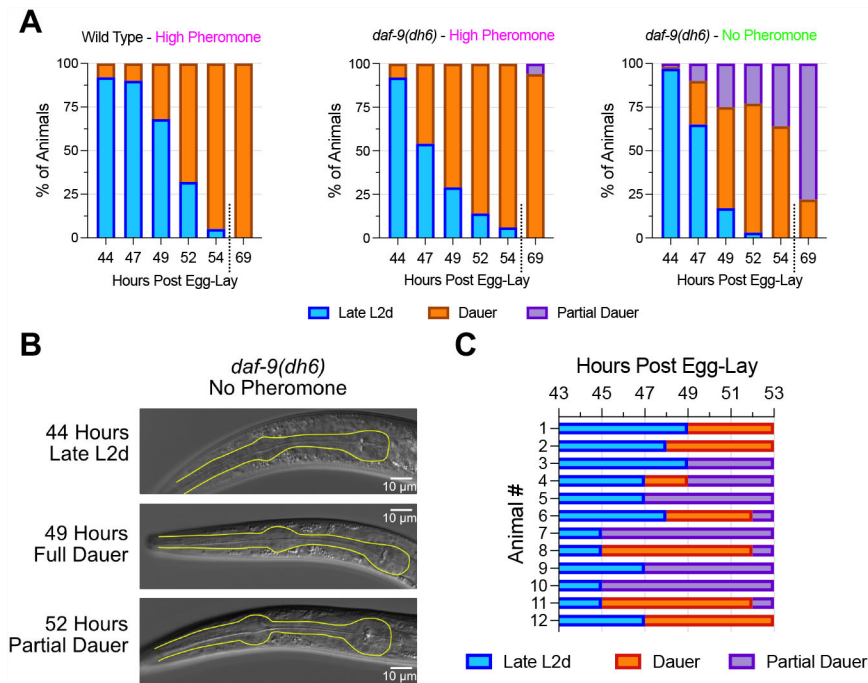 A
Wild Type - High Pheromone
daf-9(dh6) - High Pheromone
daf-9(dh6) - No Pheromone
% of Animals
100
75
50
25
0
44 47 49 52 54 69
Hours Post Egg-Lay
% of Animals
100
75
50
25
0
44 47 49 52 54 69
Hours Post Egg-Lay
% of Animals
100
75
50
25
0
44 47 49 52 54 69
Hours Post Egg-Lay
Late L2d Dauer Partial Dauer
B
daf-9(dh6)
No Pheromone
44 Hours
Late L2d
10 µm
49 Hours
Full Dauer
10 µm
52 Hours
Partial Dauer
10 µm
C
Hours Post Egg-Lay
43 45 47 49 51 53
Animal #
1
2
3
4
5
6
7
8
9
10
11
12
Late L2d Dauer Partial Dauer